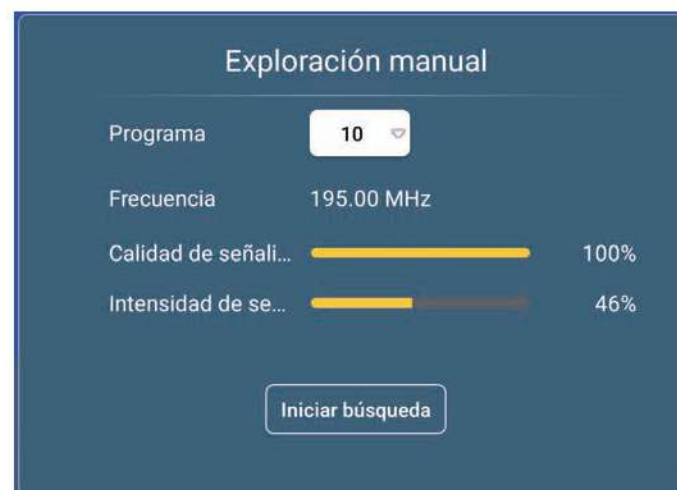 Exploración manual
Programa 10
Frecuencia 195.00 MHz
Calidad de señali... 100%
Intensidad de se... 46%
Iniciar búsqueda